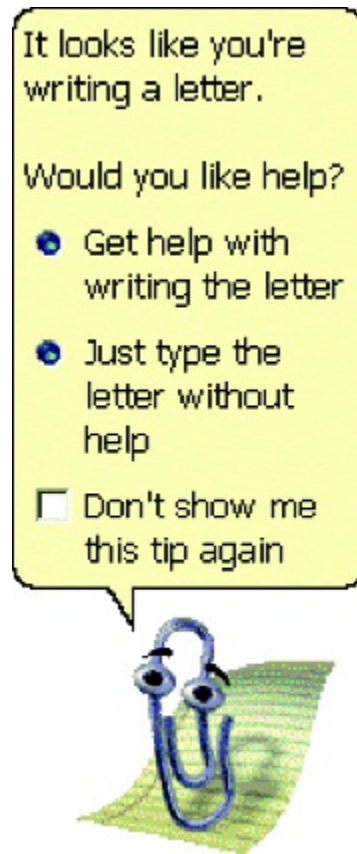 It looks like you're
writing a letter.
Would you like help?
Get help with
writing the letter
Just type the
letter without
help
Don't show me
this tip again